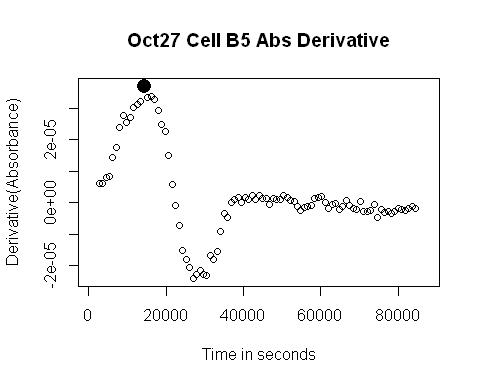 Oct27 Cell B5 Abs Derivative
Derivative(Absorbance)
2e-05
0e+00
-2e-05
0
20000
40000
60000
80000
Time in seconds